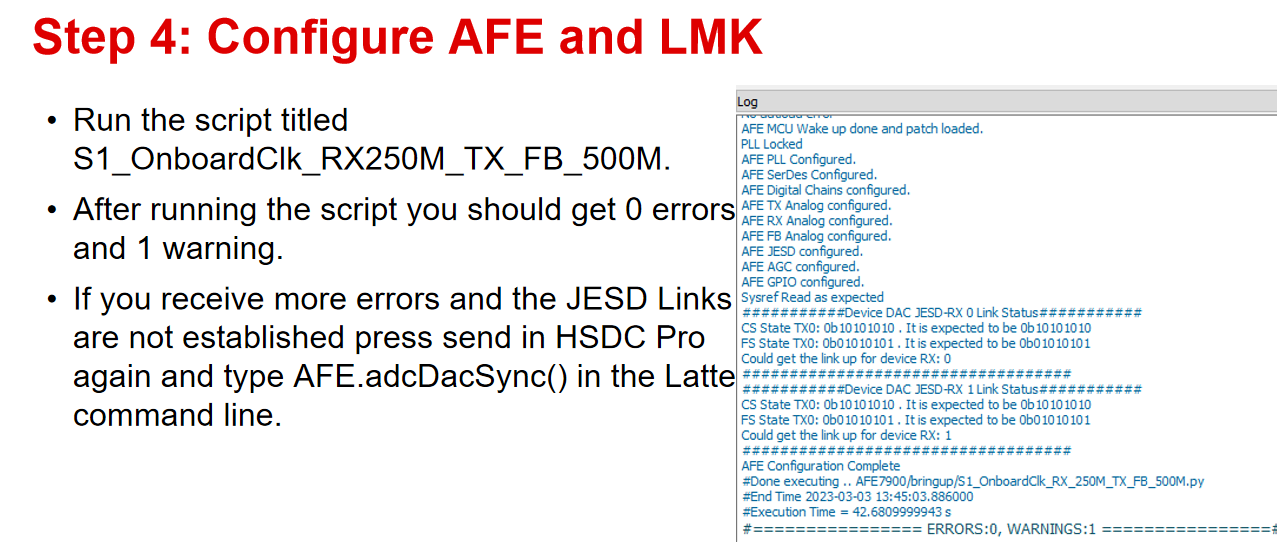 Step 4: Configure AFE and LMK
• Run the script titled
S1_OnboardClk_RX250M_TX_FB_500M.
• After running the script you should get 0 errors
and 1 warning.
• If you receive more errors and the JESD Links
are not established press send in HSDC Pro
again and type AFE.adcDacSync() in the Latte
command line.
Log
AFE MCU Wake up done and patch loaded.
PLL Locked
AFE PLL Configured.
AFE SerDes Configured.
AFE Digital Chains configured.
AFE TX Analog configured.
AFE RX Analog configured.
AFE FB Analog configured.
AFE JESD configured.
AFE AGC configured.
AFE GPIO configured.
Sysref Read as expected
###########Device DAC JESD-RX 0 Link Status###########
CS State TX0: 0b10101010 . It is expected to be 0b10101010
FS State TX0: 0b01010101 . It is expected to be 0b01010101
Could get the link up for device RX: 0
###################################
###########Device DAC JESD-RX 1 Link Status###########
CS State TX0: 0b10101010 . It is expected to be 0b10101010
FS State TX0: 0b01010101 . It is expected to be 0b01010101
Could get the link up for device RX: 1
###################################
AFE Configuration Complete
#Done executing .. AFE7900/bringup/S1_OnboardClk_RX_250M_TX_FB_500M.py
#End Time 2023-03-03 13:45:03.886000
#Execution Time = 42.6809999943 s
#================ ERRORS:0, WARNINGS:1 ================#